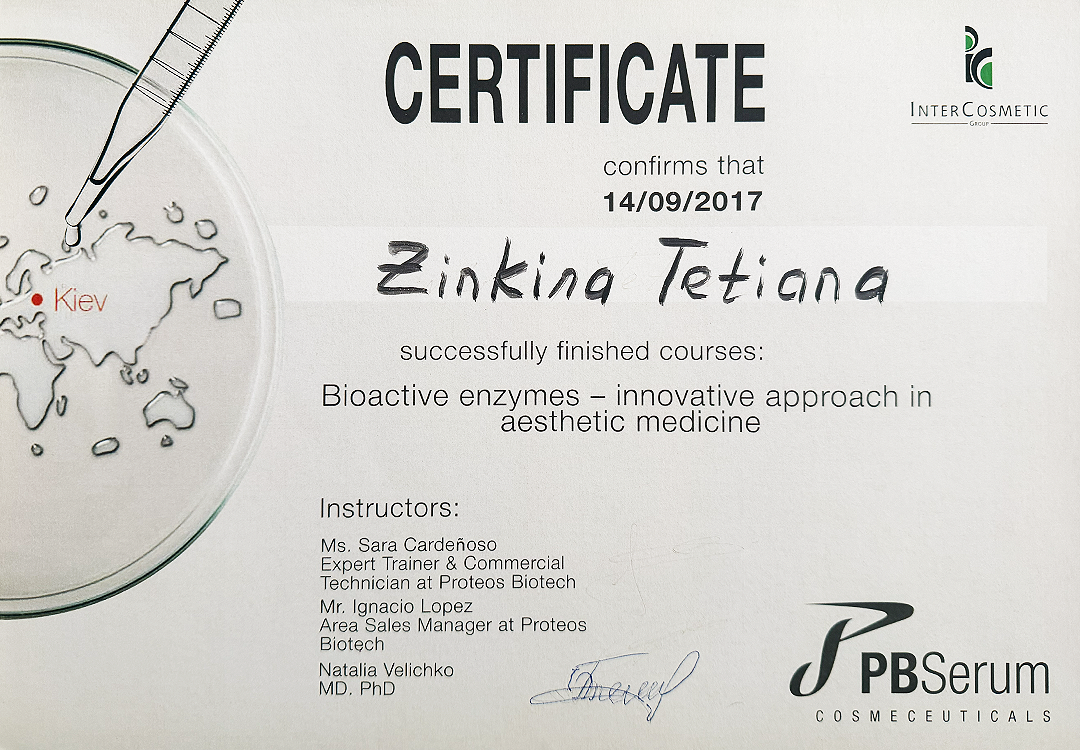 CERTIFICATE
INTERCOSMETIC
GROUP
confirms that
14/09/2017
Zinkina Tetiana
Kiev
successfully finished courses:
Bioactive enzymes – innovative approach in
aesthetic medicine
Instructors:
Ms. Sara Cardeñoso
Expert Trainer & Commercial
Technician at Proteos Biotech
Mr. Ignacio Lopez
Area Sales Manager at Proteos
Biotech
Natalia Velichko
MD. PhD
PBSerum
COSMECEUTICALS